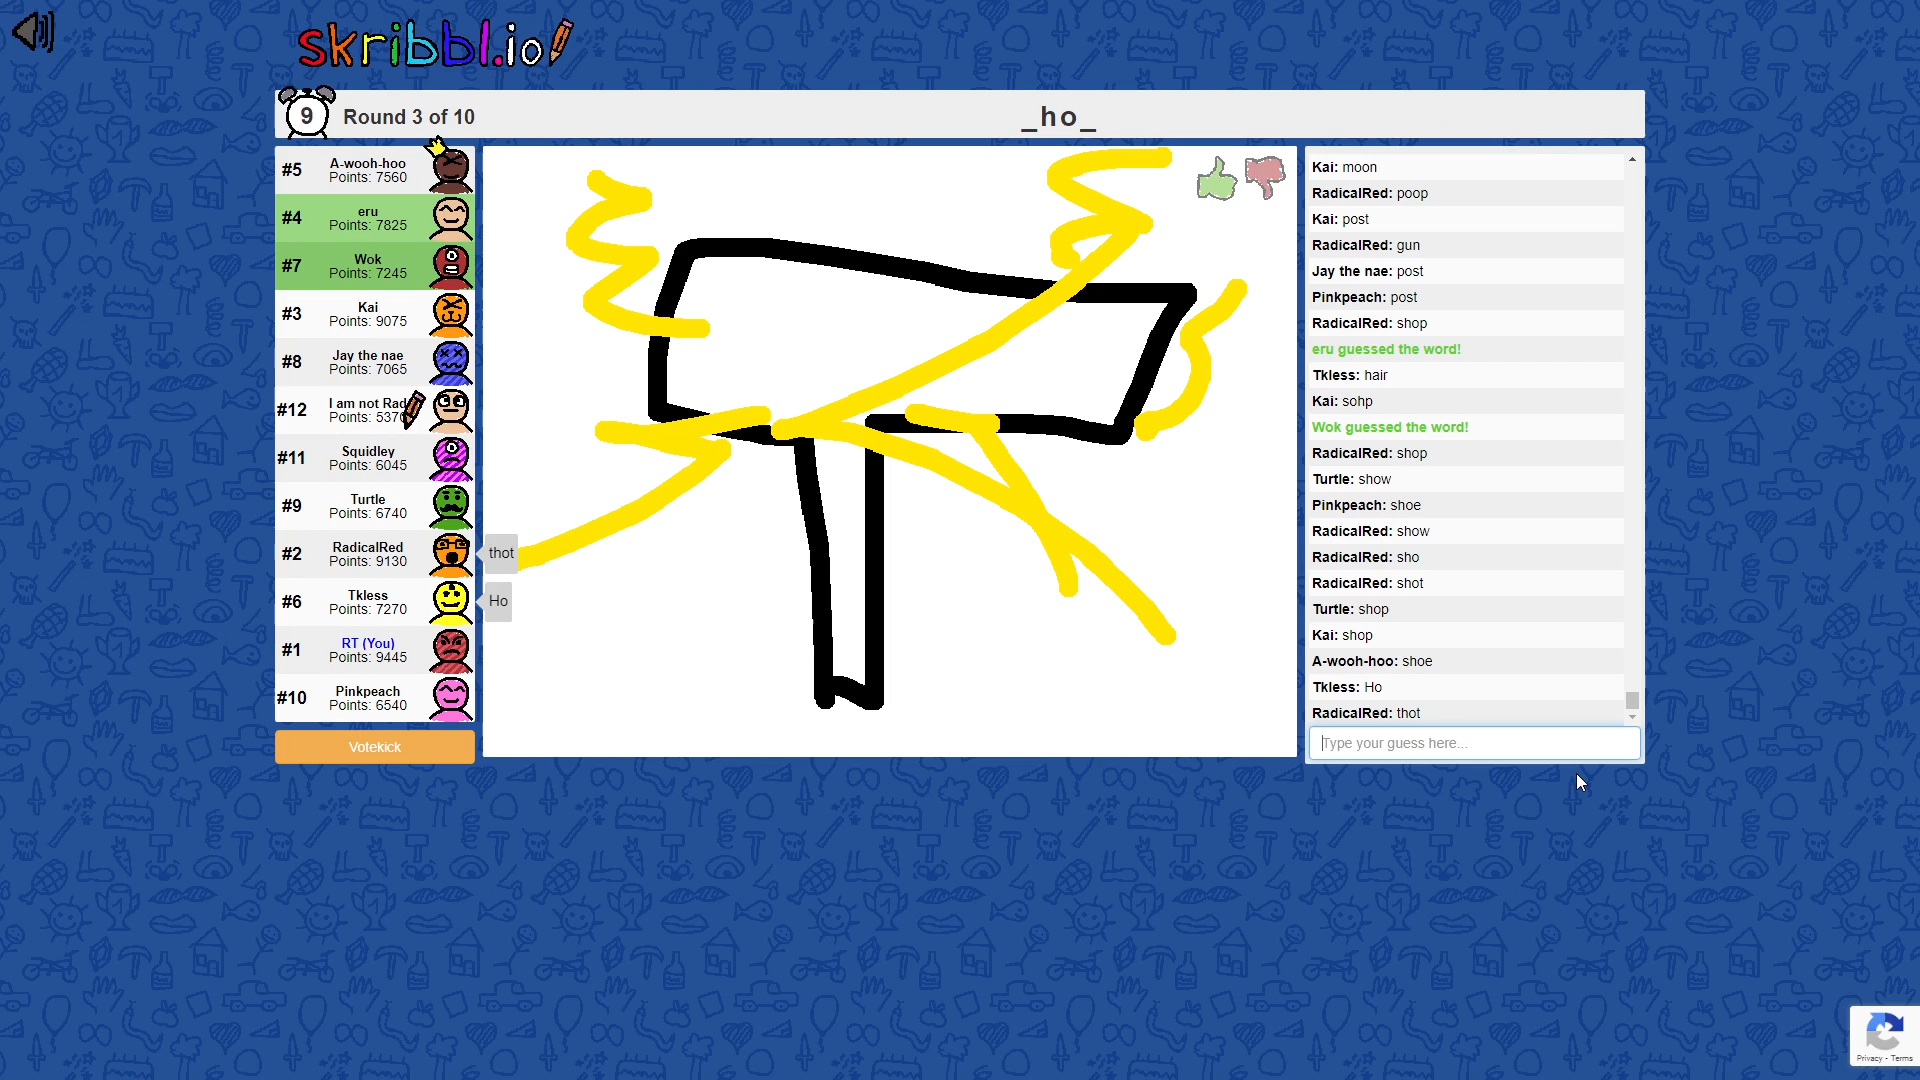 skribbl.io
9
Round 3 of 10
_ho_
#5
A-wooh-hoo
Points: 7560
#4
eru
Points: 7825
#7
Wok
Points: 7245
#3
Kai
Points: 9075
#8
Jay the nae
Points: 7065
#12
I am not Rad
Points: 5370
#11
Squidley
Points: 6045
#9
Turtle
Points: 6740
#2
RadicalRed
Points: 9130
thot
#6
Tkless
Points: 7270
Ho
#1
RT (You)
Points: 9445
#10
Pinkpeach
Points: 6540
Votekick
Kai: moon
RadicalRed: poop
Kai: post
RadicalRed: gun
Jay the nae: post
Pinkpeach: post
RadicalRed: shop
eru guessed the word!
Tkless: hair
Kai: sohp
Wok guessed the word!
RadicalRed: shop
Turtle: show
Pinkpeach: shoe
RadicalRed: show
RadicalRed: sho
RadicalRed: shot
Turtle: shop
Kai: shop
A-wooh-hoo: shoe
Tkless: Ho
RadicalRed: thot
Type your guess here...
Privacy - Terms